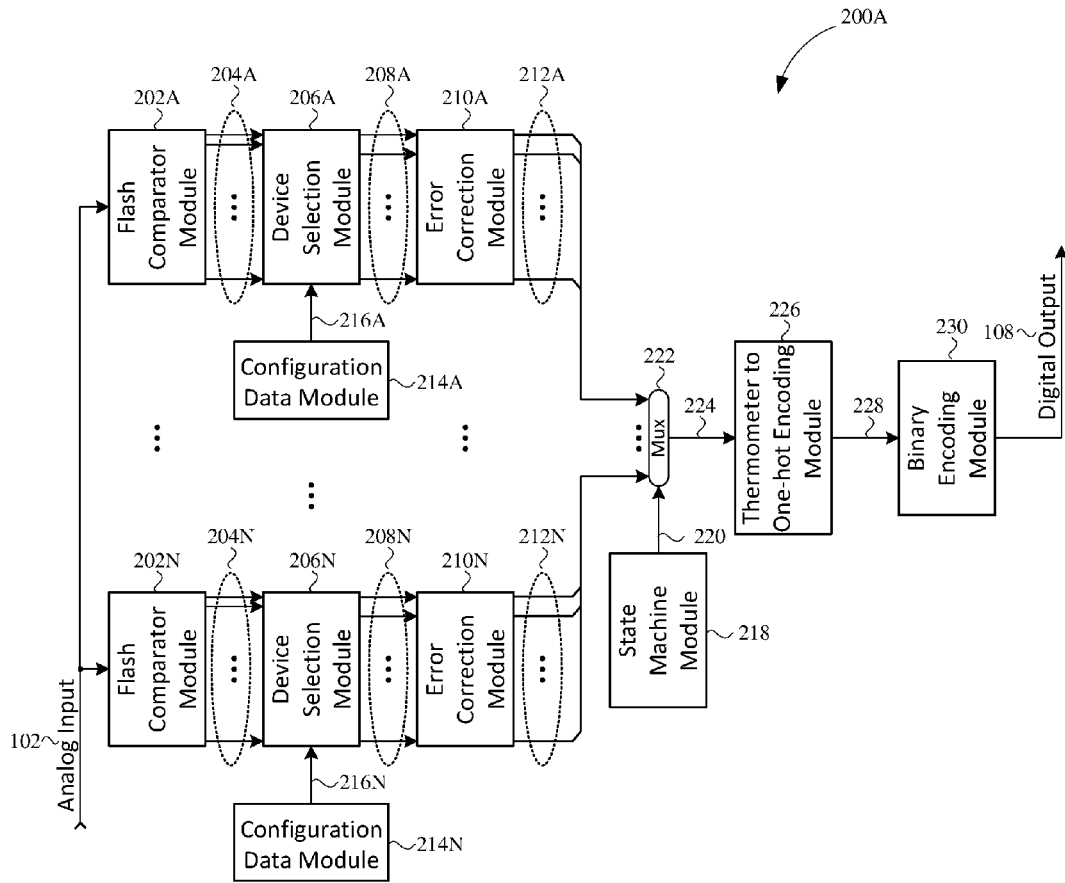 200A
204A
208A
212A
202A
206A
210A
Flash
Comparator
Module
Device
Selection
Module
Error
Correction
Module
216A
Configuration
Data Module
214A
222
Mux
224
226
Thermometer to
One-hot Encoding
Module
228
230
Binary
Encoding
Module
108
Digital Output
220
State
Machine
Module
218
204N
208N
212N
202N
206N
210N
Flash
Comparator
Module
Device
Selection
Module
Error
Correction
Module
102
Analog Input
216N
Configuration
Data Module
214N